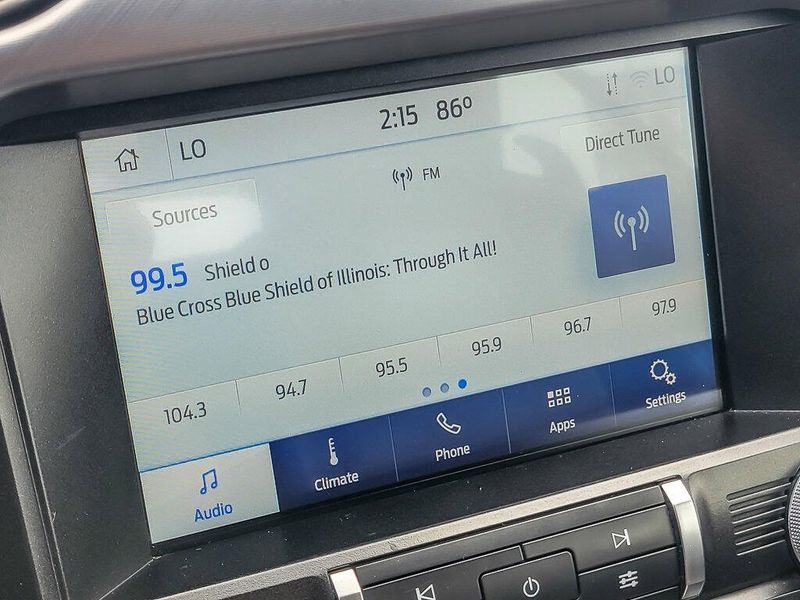 LO 2:15 86° LO
FM
Sources
Direct Tune
99.5 Shield o
Blue Cross Blue Shield of Illinois: Through It All!
104.3 94.7 95.5 95.9 96.7 97.9
Audio Climate Phone Apps Settings